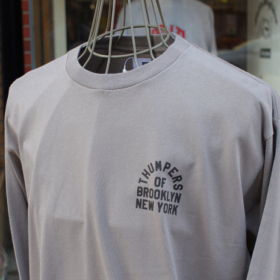 THUMPERS
OF
BROOKLYN
NEW YORK